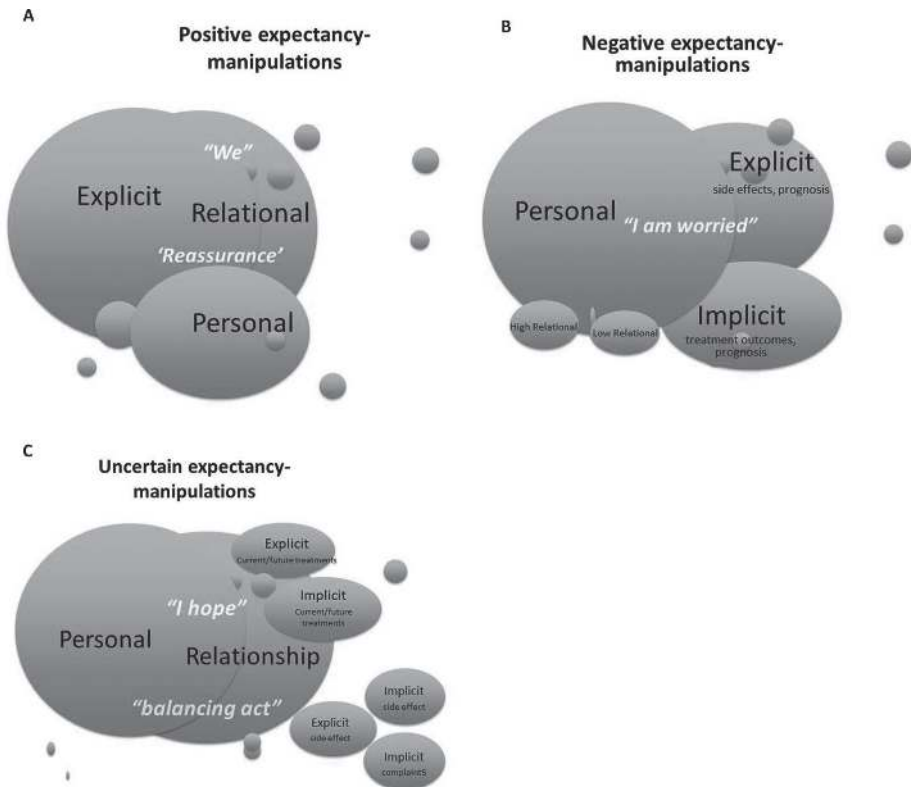 A
Positive expectancy-
manipulations
"We"
Explicit
Relational
'Reassurance'
Personal
B
Negative expectancy-
manipulations
Explicit
side effects, prognosis
Personal
"I am worried"
Implicit
treatment outcomes,
prognosis
High Relational
Low Relational
C
Uncertain expectancy-
manipulations
Explicit
Current/future treatments
Implicit
Current/future
treatments
"I hope"
Personal
Relationship
"balancing act"
Implicit
side effect
Explicit
side effect
Implicit
complaintS